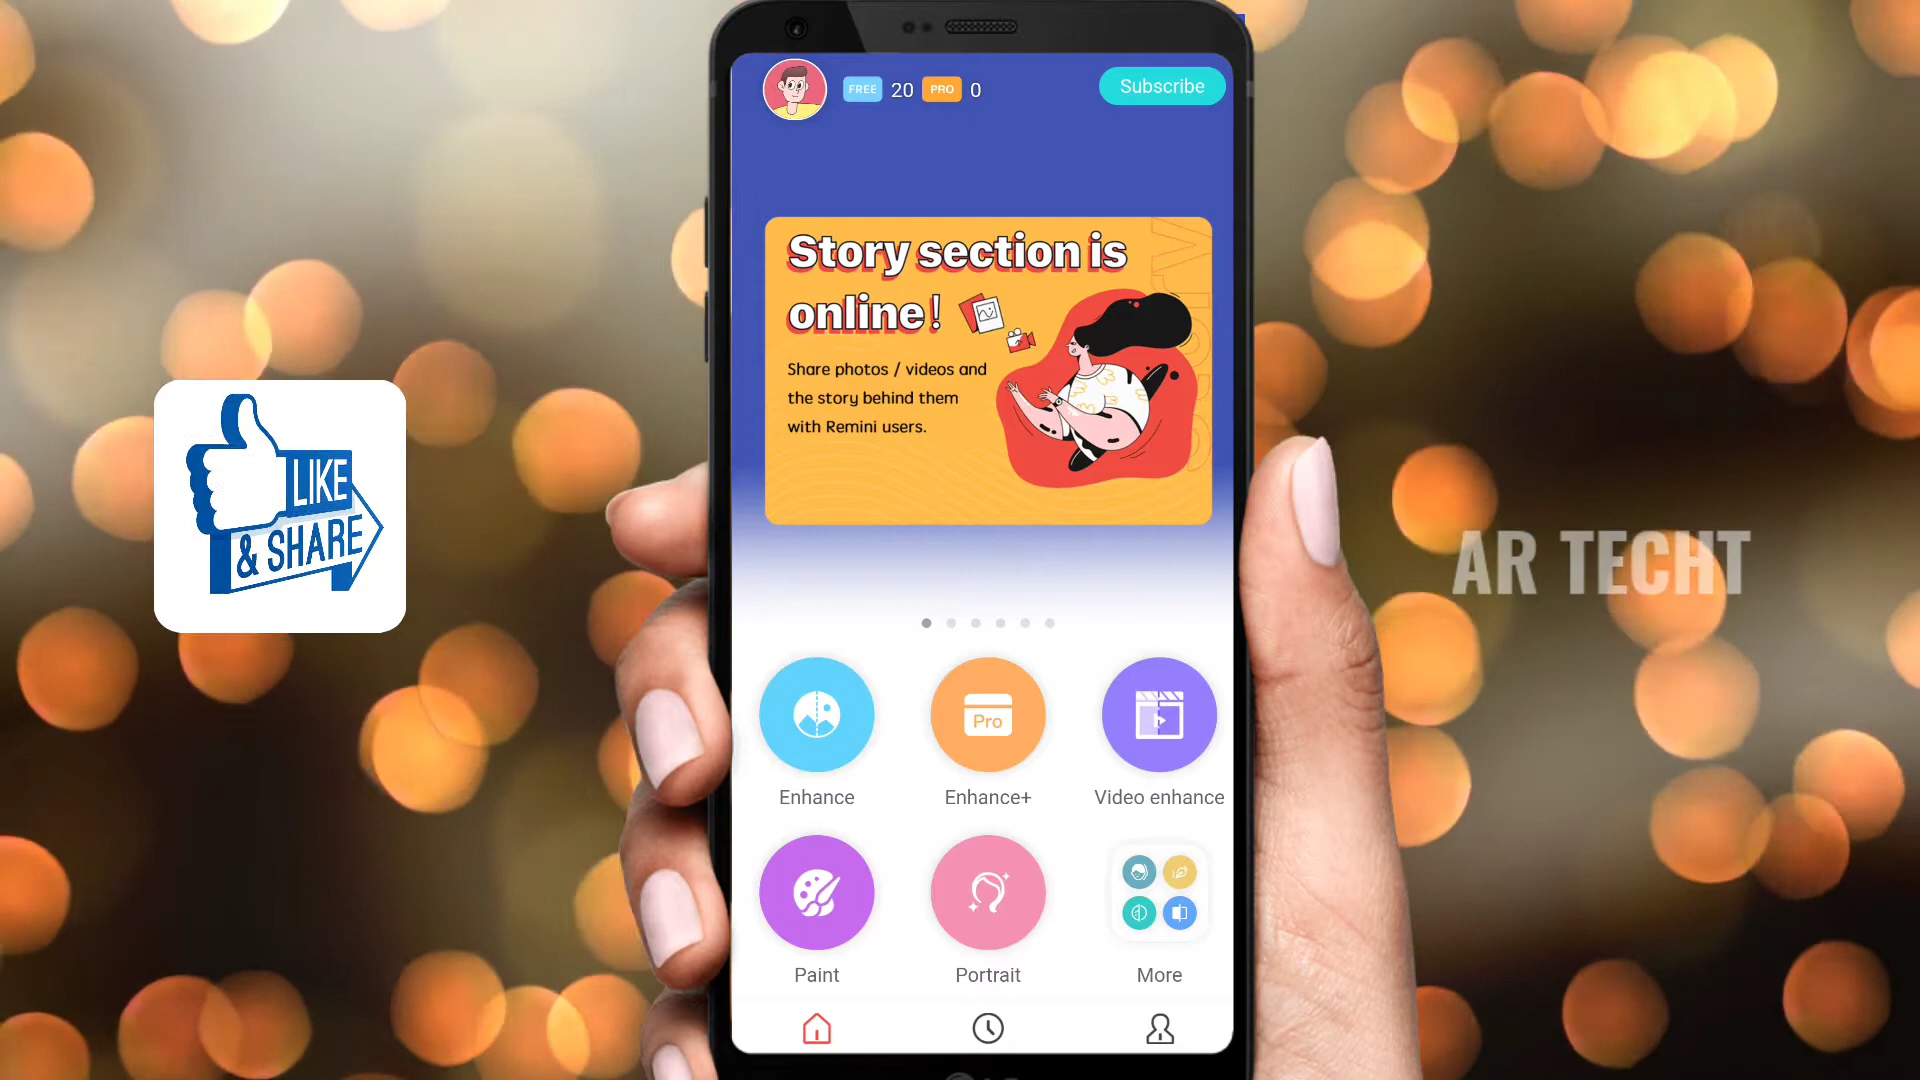 FREE 20 PRO 0
Subscribe
Story section is
online!
Share photos / videos and
the story behind them
with Remini users.
LIKE
& SHARE
AR TECHT
Pro
Enhance
Enhance+
Video enhance
Paint
Portrait
More